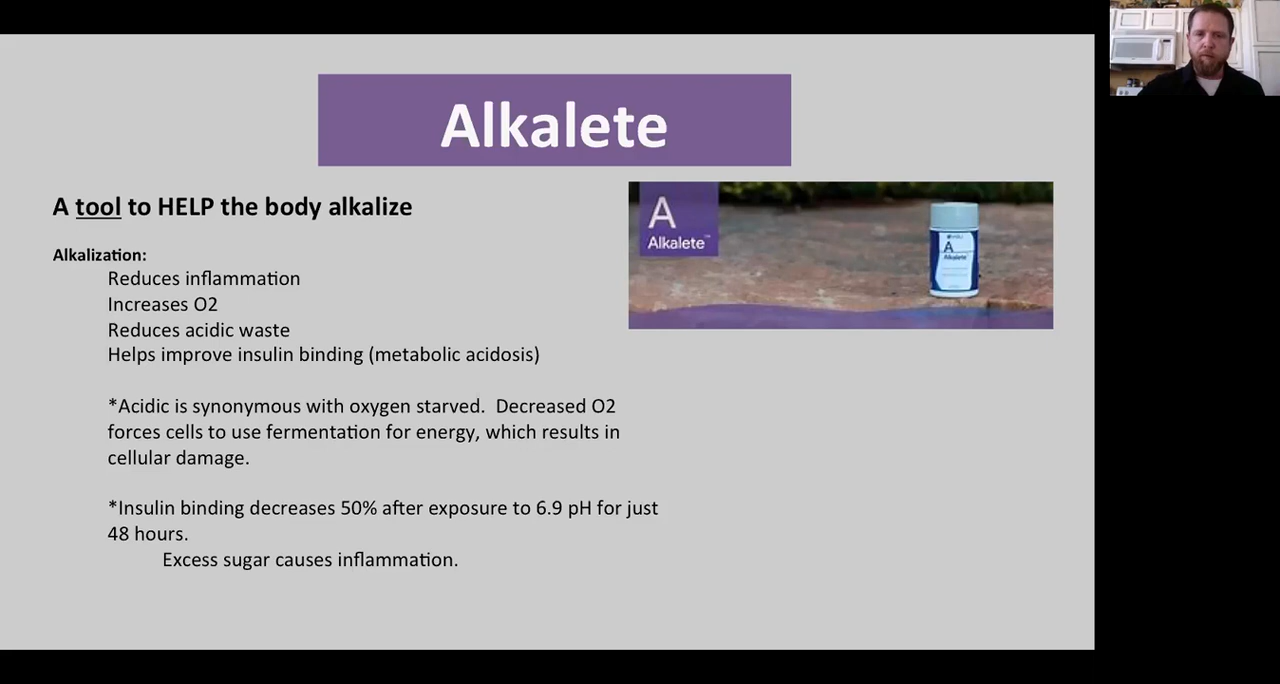 Alkalete
A tool to HELP the body alkalize
A
Alkalete™
A
Alkalete
Alkalization:
Reduces inflammation
Increases O2
Reduces acidic waste
Helps improve insulin binding (metabolic acidosis)
*Acidic is synonymous with oxygen starved.  Decreased O2
forces cells to use fermentation for energy, which results in
cellular damage.
*Insulin binding decreases 50% after exposure to 6.9 pH for just
48 hours.
Excess sugar causes inflammation.